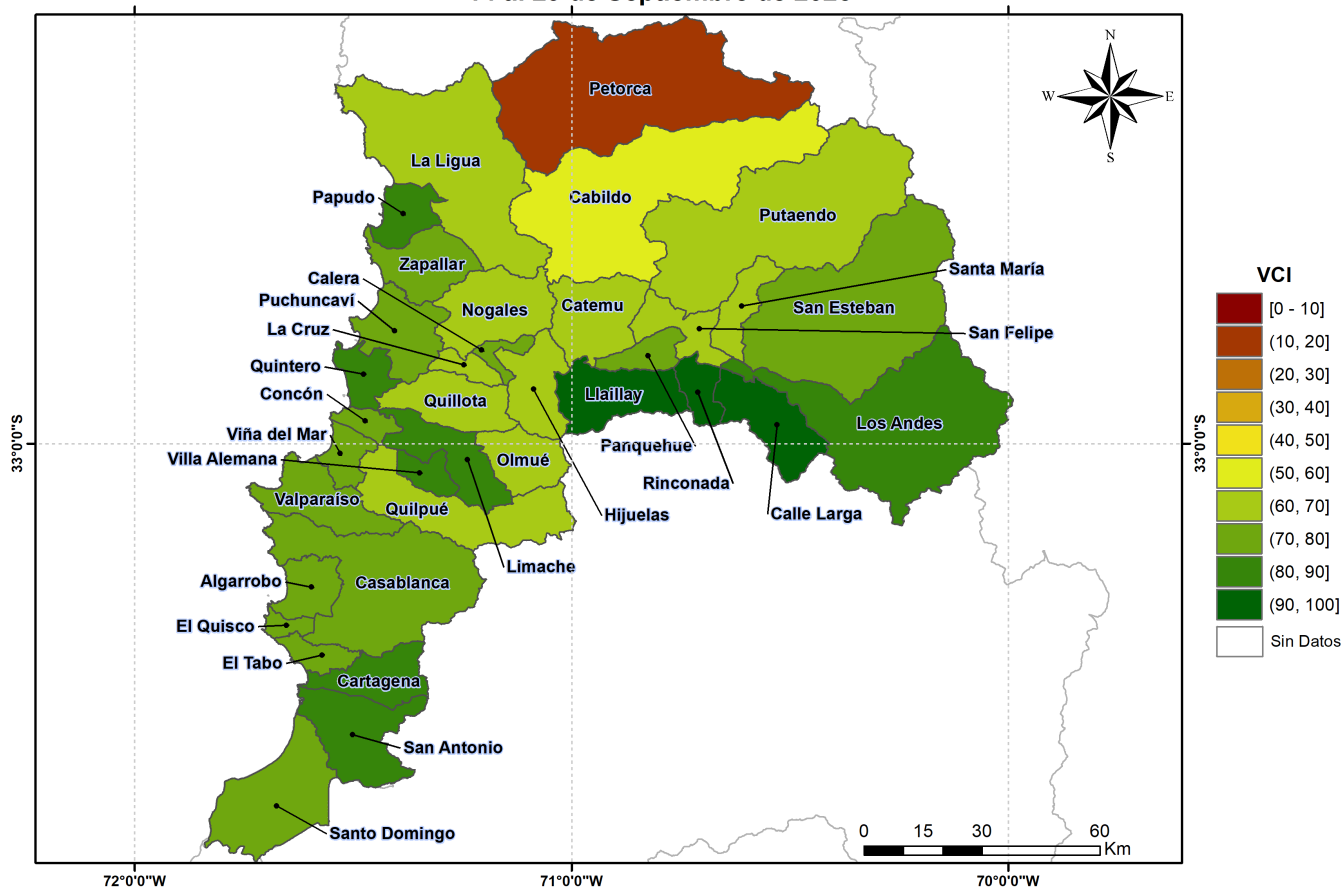 N
W
E
S
Petorca
La Ligua
Papudo
Cabildo
Putaendo
Zapallar
Santa María
Calera
Puchuncaví
Nogales
Catemu
San Esteban
La Cruz
San Felipe
Quintero
Concón
Quillota
Llaillay
Los Andes
Viña del Mar
Panquehue
Villa Alemana
Olmué
Rinconada
Valparaíso
Quilpué
Hijuelas
Calle Larga
Limache
Algarrobo
Casablanca
El Quisco
El Tabo
Cartagena
San Antonio
Santo Domingo
VCI
[0 - 10]
(10, 20]
(20, 30]
(30, 40]
(40, 50]
(50, 60]
(60, 70]
(70, 80]
(80, 90]
(90, 100]
Sin Datos
33°0'0"S
33°0'0"S
0 15 30 60
Km
72°0'0"W 71°0'0"W 70°0'0"W